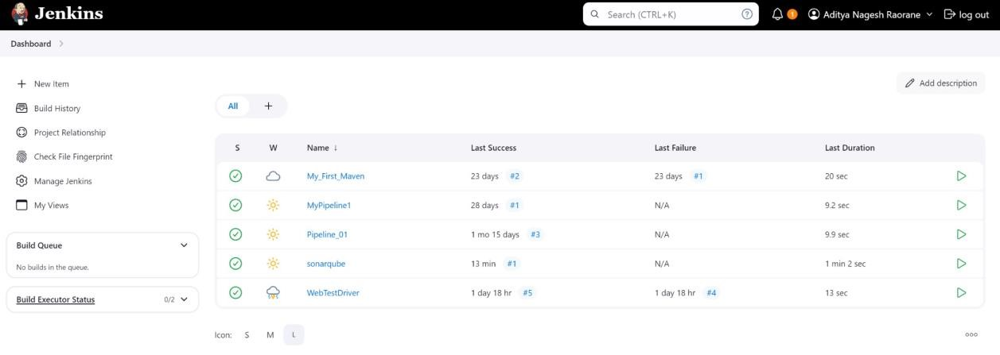 Jenkins
Search (CTRL+K)
?
1
Aditya Nagesh Raorane
log out
Dashboard
New Item
Build History
Project Relationship
Check File Fingerprint
Manage Jenkins
My Views
Build Queue
No builds in the queue.
Build Executor Status 0/2
Add description
All +
S W Name ↓ Last Success Last Failure Last Duration
My_First_Maven 23 days #2 23 days #1 20 sec
MyPipeline1 28 days #1 N/A 9.2 sec
Pipeline_01 1 mo 15 days #3 N/A 9.9 sec
sonarqube 13 min #1 N/A 1 min 2 sec
WebTestDriver 1 day 18 hr #5 1 day 18 hr #4 13 sec
Icon: S M L